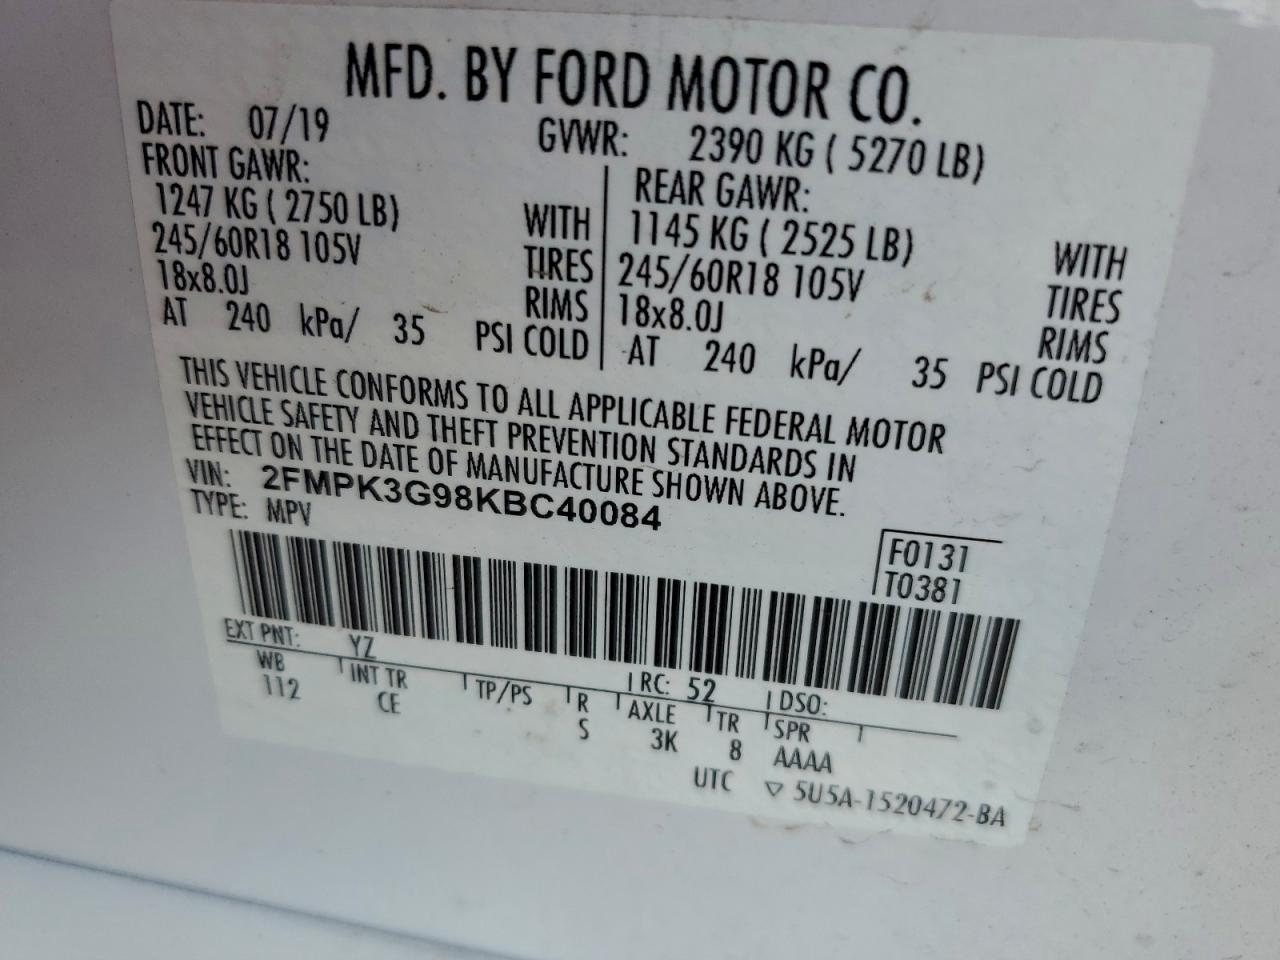 MFD. BY FORD MOTOR CO.
DATE: 07/19 GVWR: 2390 KG ( 5270 LB)
FRONT GAWR: REAR GAWR:
1247 KG ( 2750 LB) WITH 1145 KG ( 2525 LB) WITH
245/60R18 105V TIRES 245/60R18 105V TIRES
18x8.0J RIMS 18x8.0J RIMS
AT 240 kPa/ 35 PSI COLD AT 240 kPa/ 35 PSI COLD
THIS VEHICLE CONFORMS TO ALL APPLICABLE FEDERAL MOTOR
VEHICLE SAFETY AND THEFT PREVENTION STANDARDS IN
EFFECT ON THE DATE OF MANUFACTURE SHOWN ABOVE.
VIN: 2FMPK3G98KBC40084
TYPE: MPV
F0131
T0381
EXT PNT: YZ RC: 52 DSO:
WB INT TR TP/PS R AXLE TR SPR
112 CE S 3K 8 AAAA
UTC ▽ 5U5A-1520472-BA